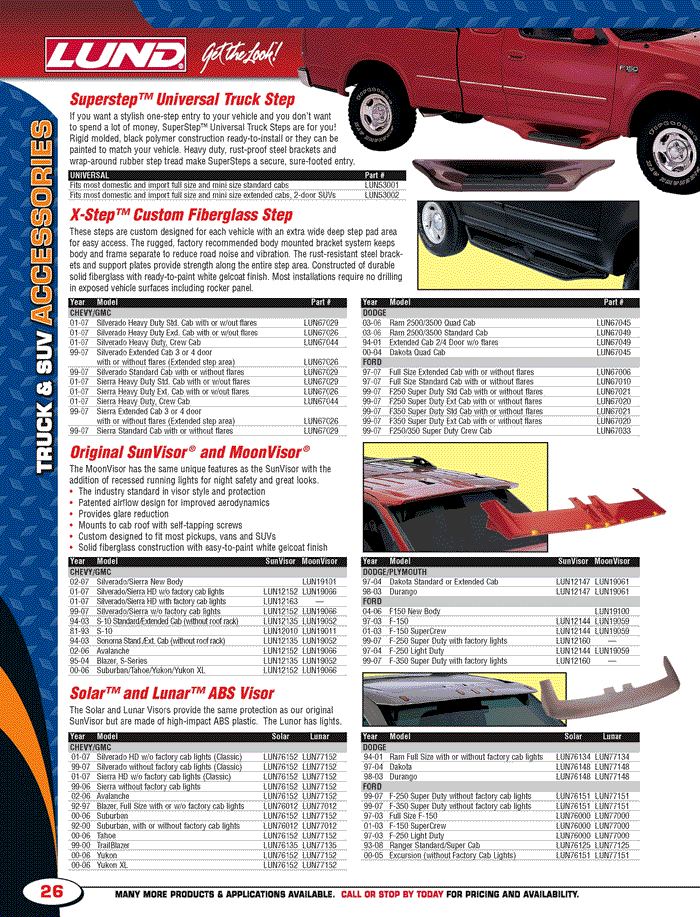 LUND
Get the Look!
TRUCK & SUV ACCESSORIES
Superstep™ Universal Truck Step
If you want a stylish one-step entry to your vehicle and you don't want
to spend a lot of money, SuperStep™ Universal Truck Steps are for you!
Rigid molded, black polymer construction ready-to-install or they can be
painted to match your vehicle. Heavy duty, rust-proof steel brackets and
wrap-around rubber step tread make SuperSteps a secure, sure-footed entry.
UNIVERSAL Part #
Fits most domestic and import full size and mini size standard cabs LUN53001
Fits most domestic and import full size and mini size extended cabs, 2-door SUVs LUN53002
X-Step™ Custom Fiberglass Step
These steps are custom designed for each vehicle with an extra wide deep step pad area
for easy access. The rugged, factory recommended body mounted bracket system keeps
body and frame separate to reduce road noise and vibration. The rust-resistant steel brack-
ets and support plates provide strength along the entire step area. Constructed of durable
solid fiberglass with ready-to-paint white gelcoat finish. Most installations require no drilling
in exposed vehicle surfaces including rocker panel.
Year Model Part #
CHEVY/GMC
01-07 Silverado Heavy Duty Std. Cab with or w/out flares LUN67029
01-07 Silverado Heavy Duty Exd. Cab with or w/out flares LUN67026
01-07 Silverado Heavy Duty, Crew Cab LUN67044
99-07 Silverado Extended Cab 3 or 4 door
with or without flares (Extended step area) LUN67026
99-07 Silverado Standard Cab with or without flares LUN67029
01-07 Sierra Heavy Duty Std. Cab with or w/out flares LUN67029
01-07 Sierra Heavy Duty Ext. Cab with or w/out flares LUN67026
01-07 Sierra Heavy Duty, Crew Cab LUN67044
99-07 Sierra Extended Cab 3 or 4 door
with or without flares (Extended step area) LUN67026
99-07 Sierra Standard Cab with or without flares LUN67029
Year Model Part #
DODGE
03-06 Ram 2500/3500 Quad Cab LUN67045
03-06 Ram 2500/3500 Standard Cab LUN67049
94-01 Extended Cab 2/4 Door w/o flares LUN67049
00-04 Dakota Quad Cab LUN67045
FORD
97-07 Full Size Extended Cab with or without flares LUN67006
97-07 Full Size Standard Cab with or without flares LUN67010
99-07 F250 Super Duty Std Cab with or without flares LUN67021
99-07 F250 Super Duty Ext Cab with or without flares LUN67020
99-07 F350 Super Duty Std Cab with or without flares LUN67021
99-07 F350 Super Duty Ext Cab with or without flares LUN67020
99-07 F250/350 Super Duty Crew Cab LUN67033
Original SunVisor® and MoonVisor®
The MoonVisor has the same unique features as the SunVisor with the
addition of recessed running lights for night safety and great looks.
• The industry standard in visor style and protection
• Patented airflow design for improved aerodynamics
• Provides glare reduction
• Mounts to cab roof with self-tapping screws
• Custom designed to fit most pickups, vans and SUVs
• Solid fiberglass construction with easy-to-paint white gelcoat finish
Year Model SunVisor MoonVisor
CHEVY/GMC
02-07 Silverado/Sierra New Body LUN19101
01-07 Silverado/Sierra HD w/o factory cab lights LUN12152 LUN19066
01-07 Silverado/Sierra HD with factory cab lights LUN12163 —
99-07 Silverado/Sierra w/o factory cab lights LUN12152 LUN19066
94-03 S-10 Standard/Extended Cab (without roof rack) LUN12135 LUN19052
81-93 S-10 LUN12010 LUN19011
94-03 Sonoma Stand./Ext. Cab (without roof rack) LUN12135 LUN19052
02-06 Avalanche LUN12152 LUN19066
95-04 Blazer, S-Series LUN12135 LUN19052
00-06 Suburban/Tahoe/Yukon/Yukon XL LUN12152 LUN19066
Year Model SunVisor MoonVisor
DODGE/PLYMOUTH
97-04 Dakota Standard or Extended Cab LUN12147 LUN19061
98-03 Durango LUN12147 LUN19061
FORD
04-06 F150 New Body LUN19100
97-03 F-150 LUN12144 LUN19059
01-03 F-150 SuperCrew LUN12144 LUN19059
99-07 F-250 Super Duty with factory lights LUN12160 —
97-04 F-250 Light Duty LUN12144 LUN19059
99-07 F-350 Super Duty with factory lights LUN12160 —
Solar™ and Lunar™ ABS Visor
The Solar and Lunar Visors provide the same protection as our original
SunVisor but are made of high-impact ABS plastic. The Lunar has lights.
Year Model Solar Lunar
CHEVY/GMC
01-07 Silverado HD w/o factory cab lights (Classic) LUN76152 LUN77152
99-07 Silverado without factory cab lights (Classic) LUN76152 LUN77152
01-07 Sierra HD w/o factory cab lights (Classic) LUN76152 LUN77152
99-06 Sierra without factory cab lights LUN76152 LUN77152
02-06 Avalanche LUN76152 LUN77152
92-97 Blazer, Full Size with or w/o factory cab lights LUN76012 LUN77012
00-06 Suburban LUN76152 LUN77152
92-00 Suburban, with or without factory cab lights LUN76012 LUN77012
00-06 Tahoe LUN76152 LUN77152
99-00 TrailBlazer LUN76135 LUN77135
00-06 Yukon LUN76152 LUN77152
00-06 Yukon XL LUN76152 LUN77152
Year Model Solar Lunar
DODGE
94-01 Ram Full Size with or without factory cab lights LUN76134 LUN77134
97-04 Dakota LUN76148 LUN77148
98-03 Durango LUN76148 LUN77148
FORD
99-07 F-250 Super Duty without factory cab lights LUN76151 LUN77151
99-07 F-350 Super Duty without factory cab lights LUN76151 LUN77151
97-03 Full Size F-150 LUN76000 LUN77000
97-03 F-150 SuperCrew LUN76000 LUN77000
97-03 F-250 Light Duty LUN76000 LUN77000
93-08 Ranger Standard/Super Cab LUN76125 LUN77125
00-05 Excursion (without Factory Cab Lights) LUN76151 LUN77151
26
MANY MORE PRODUCTS & APPLICATIONS AVAILABLE. CALL OR STOP BY TODAY FOR PRICING AND AVAILABILITY.